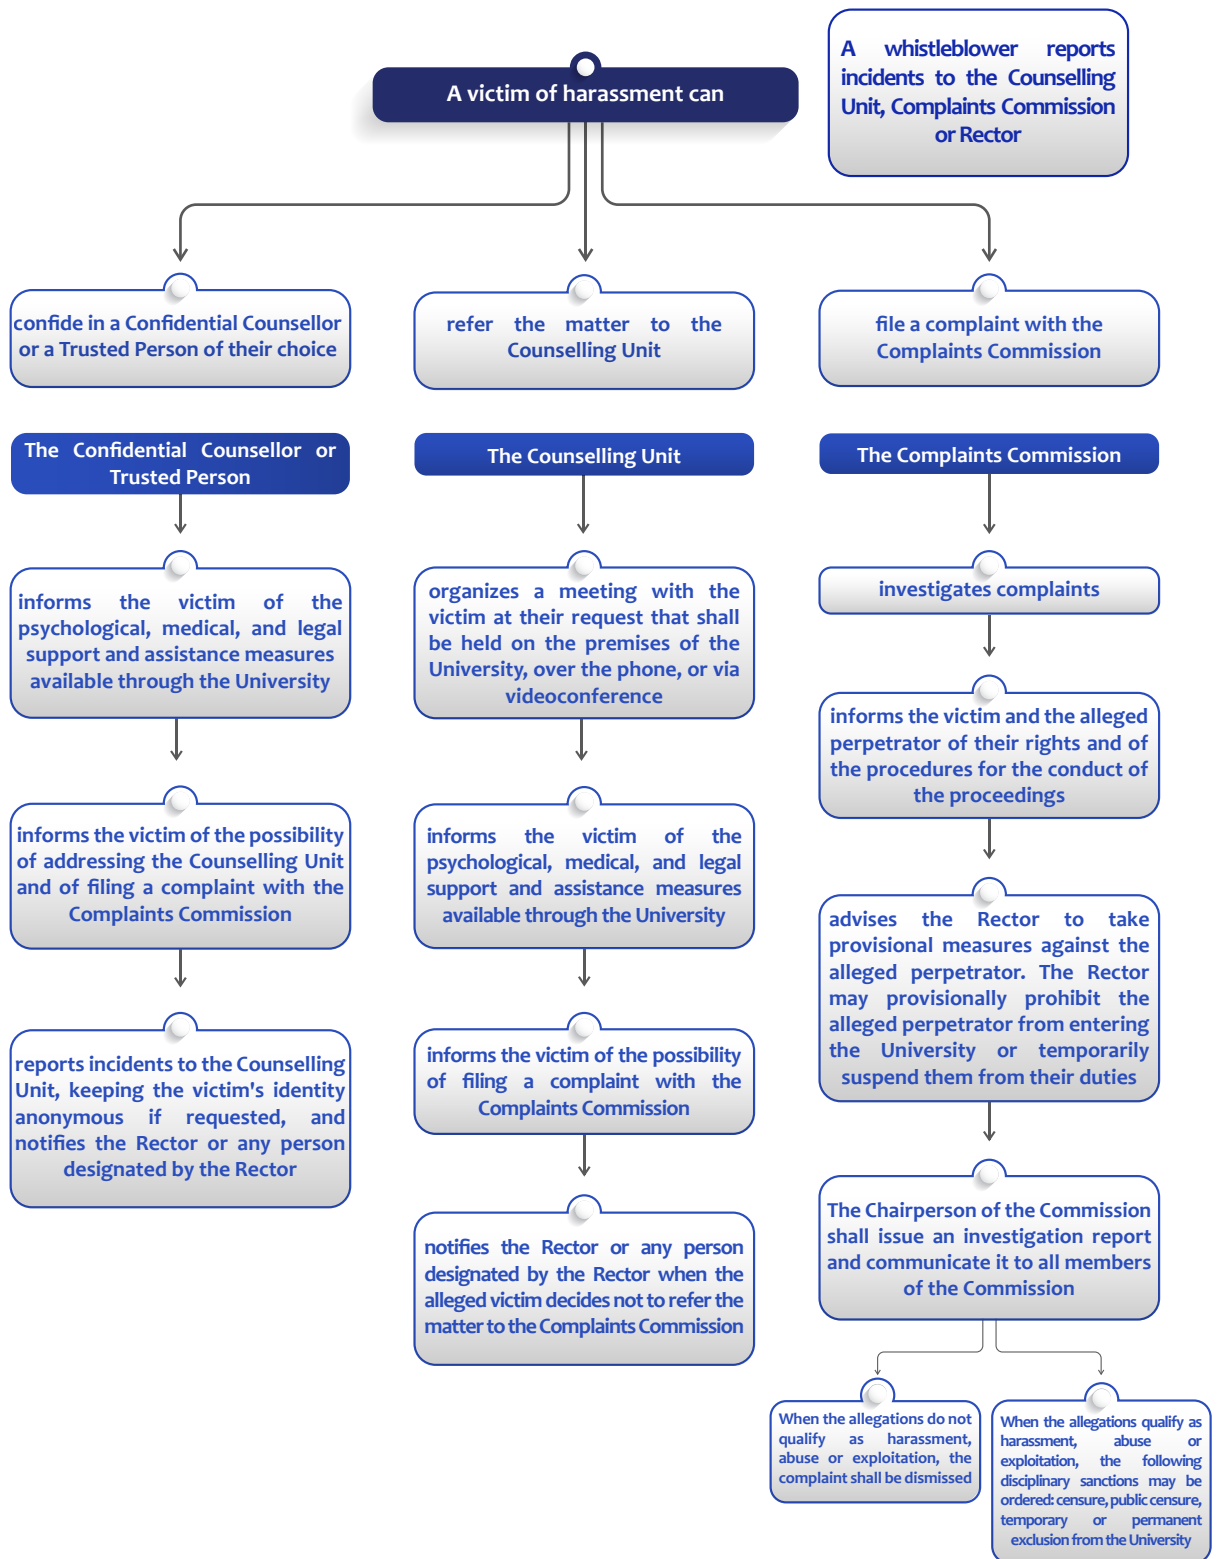 A victim of harassment can
A whistleblower reports
incidents to the Counselling
Unit, Complaints Commission
or Rector
confide in a Confidential Counsellor
or a Trusted Person of their choice
refer the matter to the
Counselling Unit
file a complaint with the
Complaints Commission
The Confidential Counsellor or
Trusted Person
informs the victim of the
psychological, medical, and legal
support and assistance measures
available through the University
informs the victim of the possibility
of addressing the Counselling Unit
and of filing a complaint with the
Complaints Commission
reports incidents to the Counselling
Unit, keeping the victim's identity
anonymous if requested, and
notifies the Rector or any person
designated by the Rector
The Counselling Unit
organizes a meeting with the
victim at their request that shall
be held on the premises of the
University, over the phone, or via
videoconference
informs the victim of the
psychological, medical, and legal
support and assistance measures
available through the University
informs the victim of the possibility
of filing a complaint with the
Complaints Commission
notifies the Rector or any person
designated by the Rector when the
alleged victim decides not to refer the
matter to the Complaints Commission
The Complaints Commission
investigates complaints
informs the victim and the alleged
perpetrator of their rights and of
the procedures for the conduct of
the proceedings
advises the Rector to take
provisional measures against the
alleged perpetrator. The Rector
may provisionally prohibit the
alleged perpetrator from entering
the University or temporarily
suspend them from their duties
The Chairperson of the Commission
shall issue an investigation report
and communicate it to all members
of the Commission
When the allegations do not
qualify as harassment,
abuse or exploitation, the
complaint shall be dismissed
When the allegations qualify as
harassment, abuse or
exploitation, the following
disciplinary sanctions may be
ordered: censure, public censure,
temporary or permanent
exclusion from the University